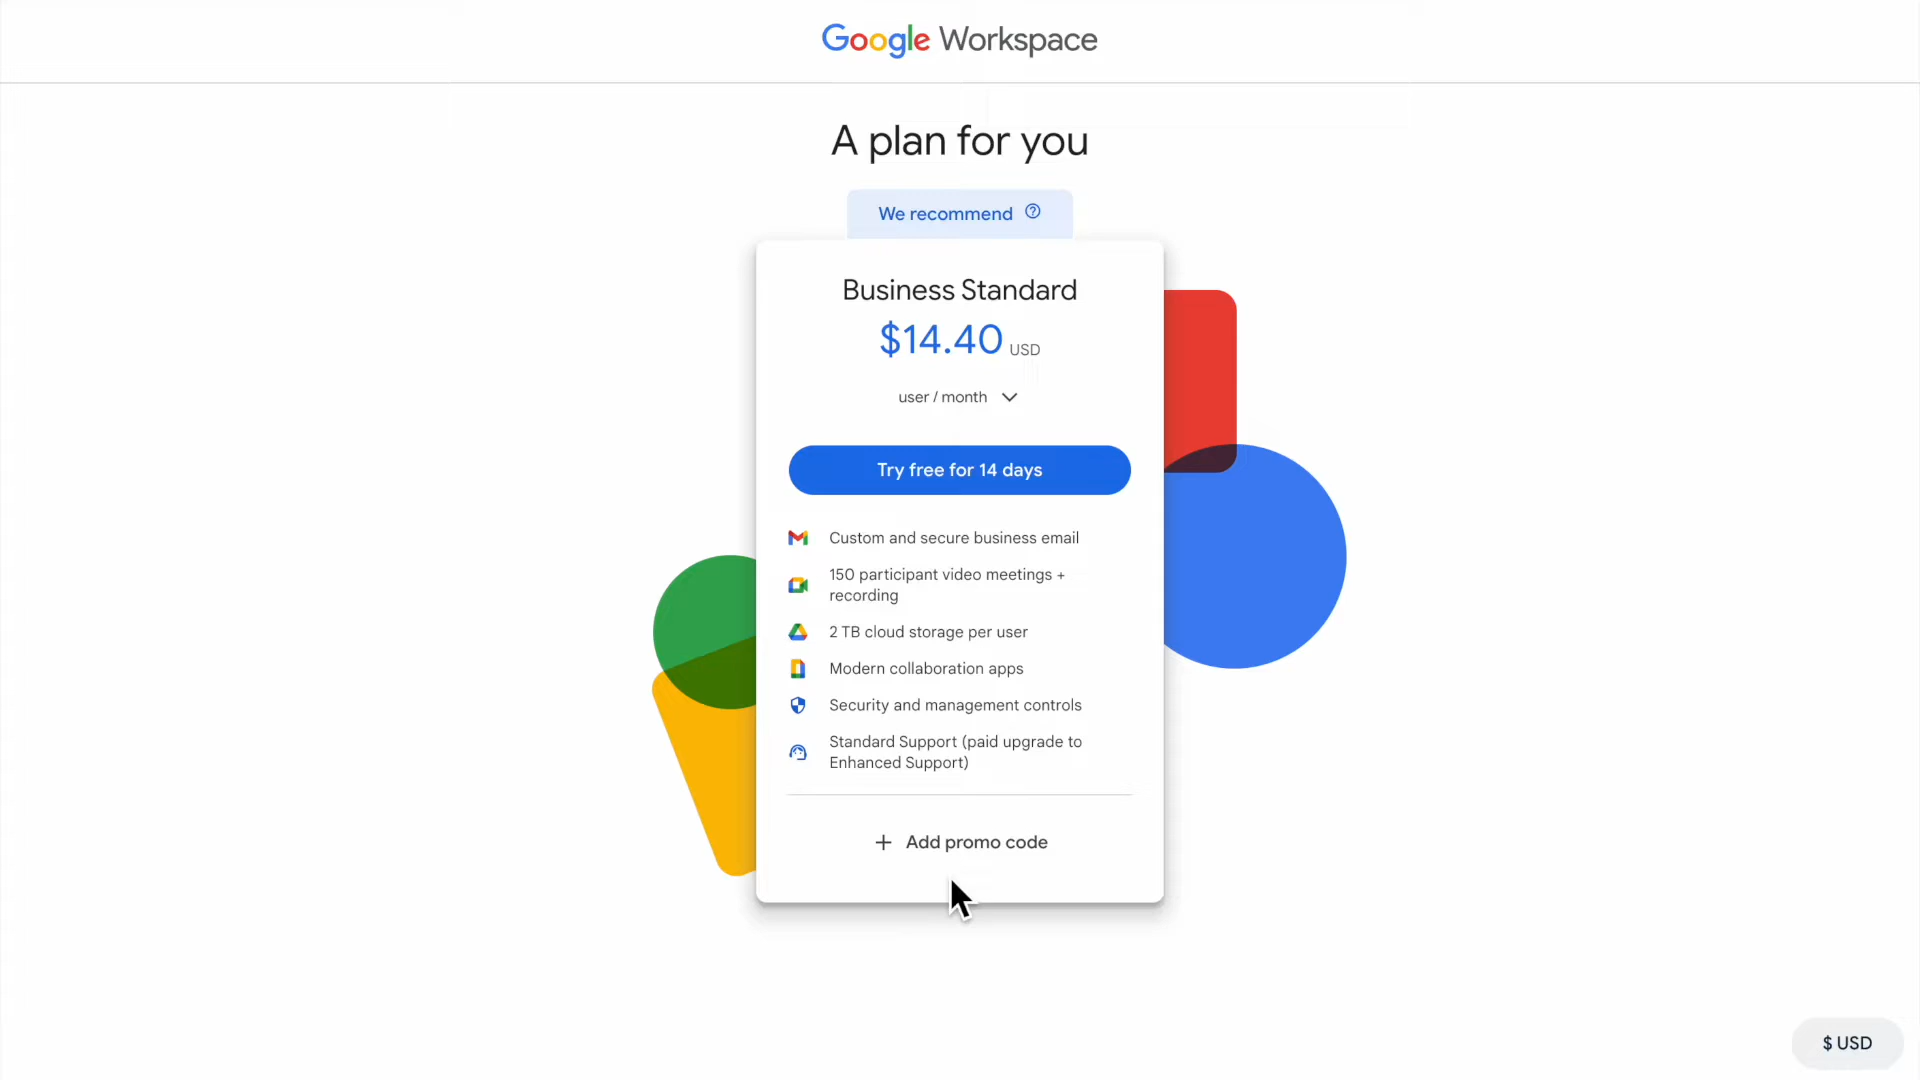 Google Workspace
A plan for you
We recommend
Business Standard
$14.40 USD
user / month
Try free for 14 days
Custom and secure business email
150 participant video meetings +
recording
2 TB cloud storage per user
Modern collaboration apps
Security and management controls
Standard Support (paid upgrade to
Enhanced Support)
+ Add promo code
$ USD